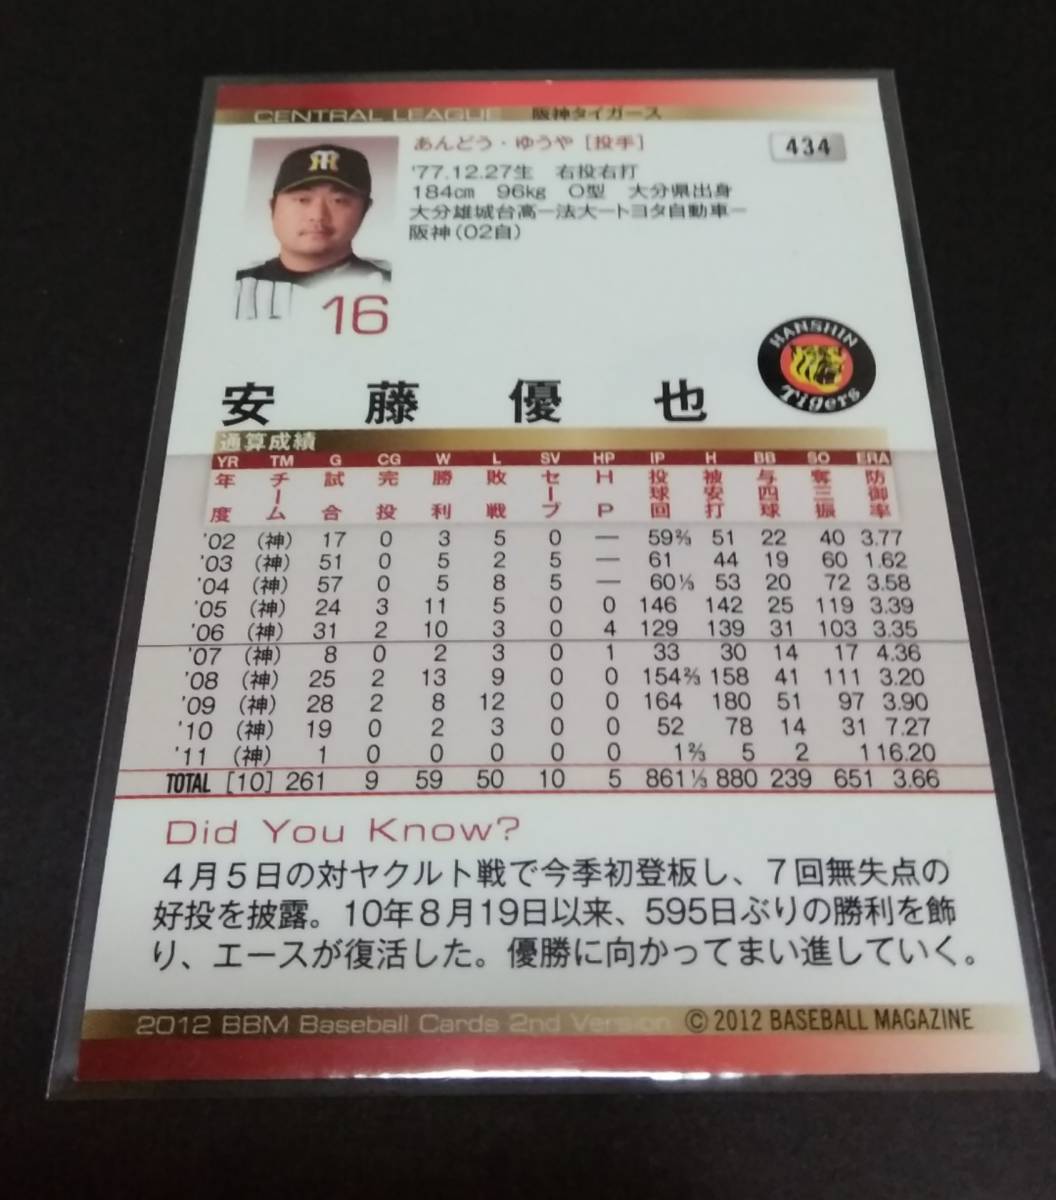 CENTRAL LEAGUE 阪神タイガース
434
あんどう・ゆうや [投手]
'77.12.27生 右投右打
184cm 96kg O型 大分県出身
大分雄城台高ー法大ートヨタ自動車ー
阪神(02自)
16
HANSHIN
Tigers
安藤優也
通算成績
YR TM G CG W L SV HP IP H BB SO ERA
年度 チーム 試合 完投 勝利 敗戦 セーブ HP 投球回 被安打 与四球 奪三振 防御率
'02 (神) 17 0 3 5 0 — 59⅔ 51 22 40 3.77
'03 (神) 51 0 5 2 5 — 61 44 19 60 1.62
'04 (神) 57 0 5 8 5 — 60⅓ 53 20 72 3.58
'05 (神) 24 3 11 5 0 0 146 142 25 119 3.39
'06 (神) 31 2 10 3 0 4 129 139 31 103 3.35
'07 (神) 8 0 2 3 0 1 33 30 14 17 4.36
'08 (神) 25 2 13 9 0 0 154⅔ 158 41 111 3.20
'09 (神) 28 2 8 12 0 0 164 180 51 97 3.90
'10 (神) 19 0 2 3 0 0 52 78 14 31 7.27
'11 (神) 1 0 0 0 0 0 1⅔ 5 2 1 16.20
TOTAL [10] 261 9 59 50 10 5 861⅓ 880 239 651 3.66
Did You Know?
4月5日の対ヤクルト戦で今季初登板し、7回無失点の
好投を披露。10年8月19日以来、595日ぶりの勝利を飾
り、エースが復活した。優勝に向かってまい進していく。
2012 BBM Baseball Cards 2nd Version © 2012 BASEBALL MAGAZINE